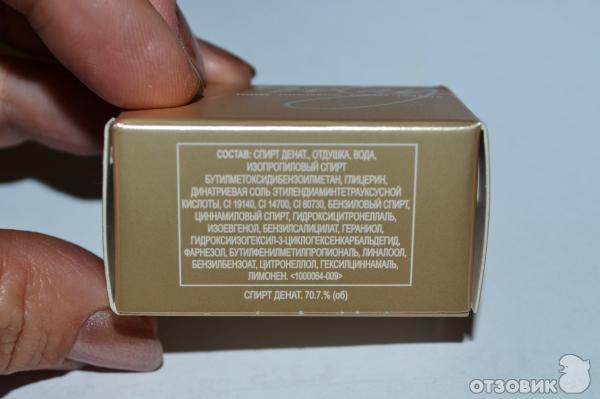 СОСТАВ: СПИРТ ДЕНАТ., ОТДУШКА, ВОДА,
ИЗОПРОПИЛОВЫЙ СПИРТ
БУТИЛМЕТОКСИДИБЕНЗОИЛМЕТАН, ГЛИЦЕРИН,
ДИНАТРИЕВАЯ СОЛЬ ЭТИЛЕНДИАМИНТЕТРАУКСУСНОЙ
КИСЛОТЫ, CI 19140, CI 14700, CI 60730, БЕНЗИЛОВЫЙ СПИРТ,
ЦИННАМИЛОВЫЙ СПИРТ, ГИДРОКСИЦИТРОНЕЛЛАЛЬ,
ИЗОЕВГЕНОЛ, БЕНЗИЛСАЛИЦИЛАТ, ГЕРАНИОЛ,
ГИДРОКСИИЗОГЕКСИЛ-3-ЦИКЛОГЕКСЕНКАРБАЛЬДЕГИД,
ФАРНЕЗОЛ, БУТИЛФЕНИЛМЕТИЛПРОПИОНАЛЬ, ЛИНАЛООЛ,
БЕНЗИЛБЕНЗОАТ, ЦИТРОНЕЛЛОЛ, ГЕКСИЛЦИННАМАЛЬ,
ЛИМОНЕН. <1000064-009>
СПИРТ ДЕНАТ. 70.7.% (об)
ОТЗОВИК